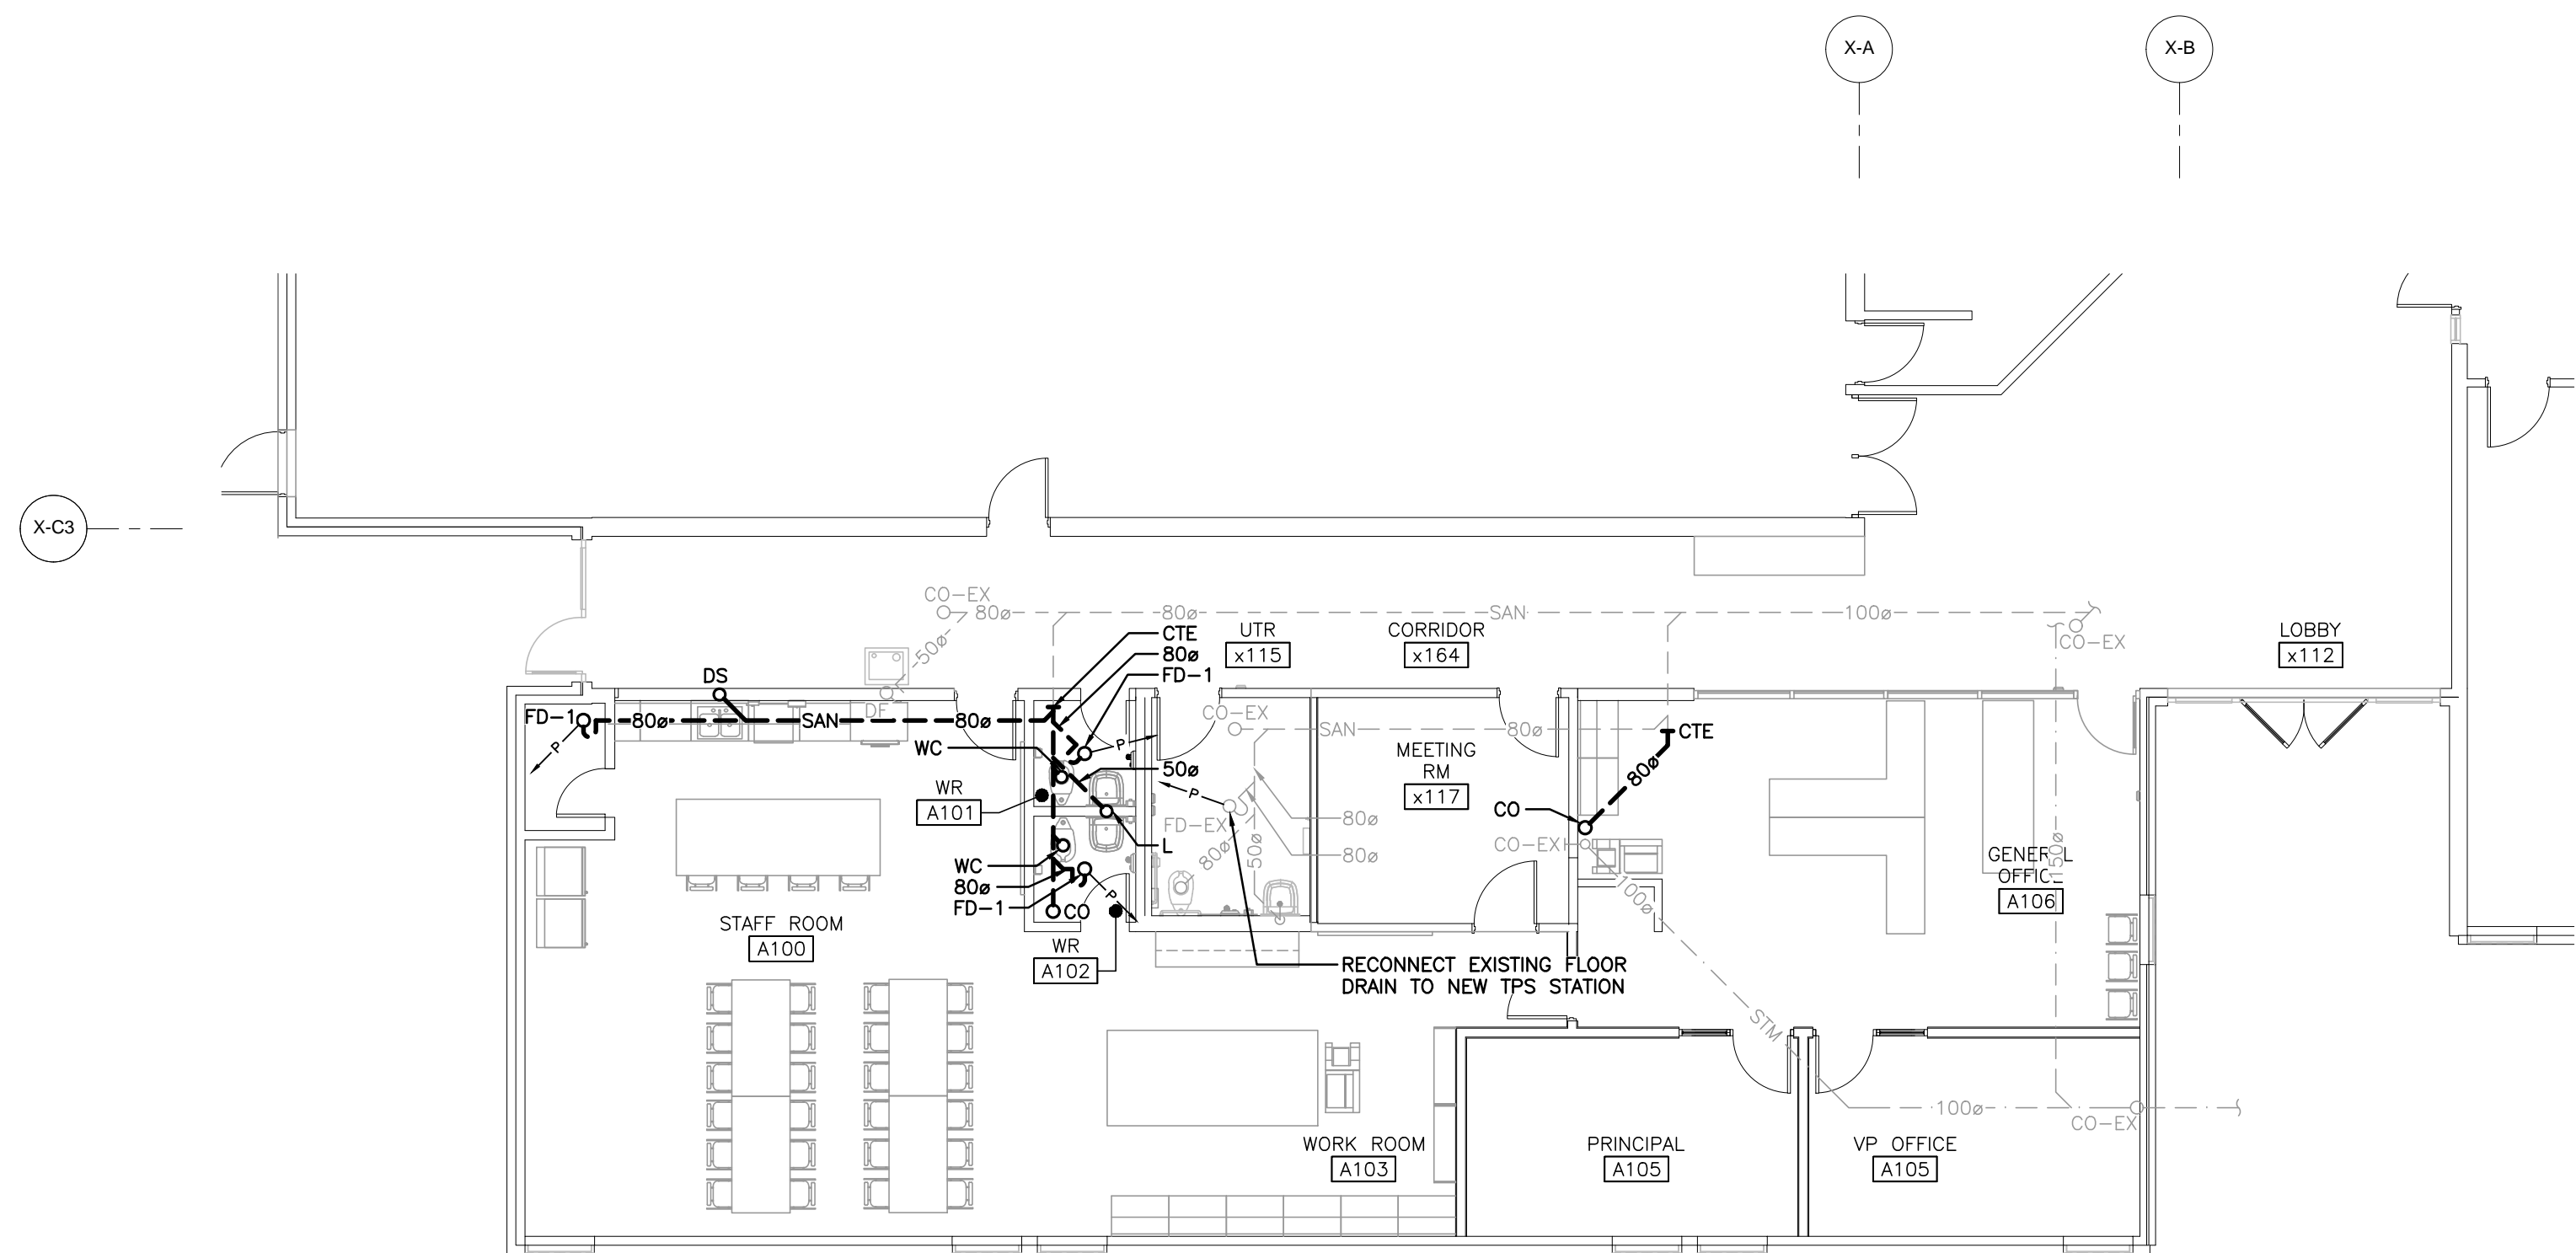 X-A
X-B
X-C3
CO-EX
80ø
80ø
SAN
100ø
CO-EX
50ø
CTE
80ø
FD-1
UTR
x115
CORRIDOR
x164
LOBBY
x112
DS
DF
FD-1
80ø
SAN
80ø
P
P
CO-EX
SAN
80ø
CTE
WC
50ø
MEETING
RM
x117
80ø
WR
A101
P
FD-EX
80ø
80ø
CO
L
80ø
50ø
CO-EX
WC
80ø
FD-1
P
CO
100ø
GENERAL
OFFICE
A106
150ø
STAFF ROOM
A100
WR
A102
RECONNECT EXISTING FLOOR
DRAIN TO NEW TPS STATION
STM
100ø
CO-EX
WORK ROOM
A103
PRINCIPAL
A105
VP OFFICE
A105